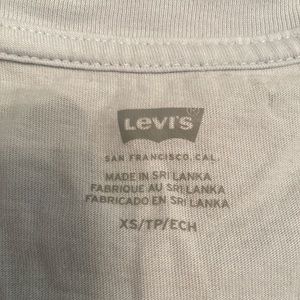 Levi's
SAN FRANCISCO, CAL.
MADE IN SRI LANKA
FABRIQUE AU SRI LANKA
FABRICADO EN SRI LANKA
XS/TP/ECH